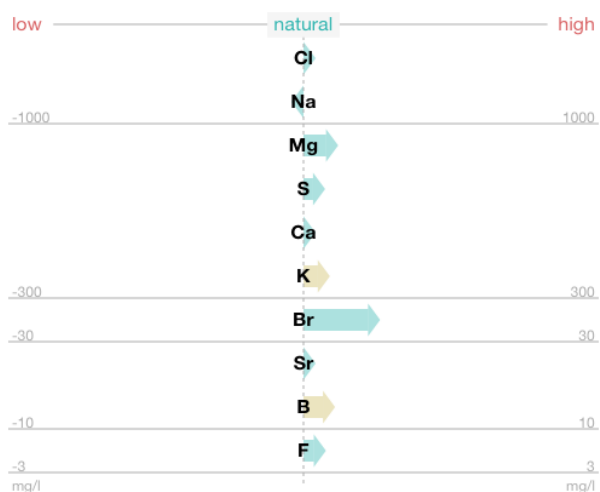 low natural high
Cl
Na
-1000 1000
Mg
S
Ca
K
-300 300
Br
-30 30
Sr
B
-10 10
F
-3 3
mg/l mg/l